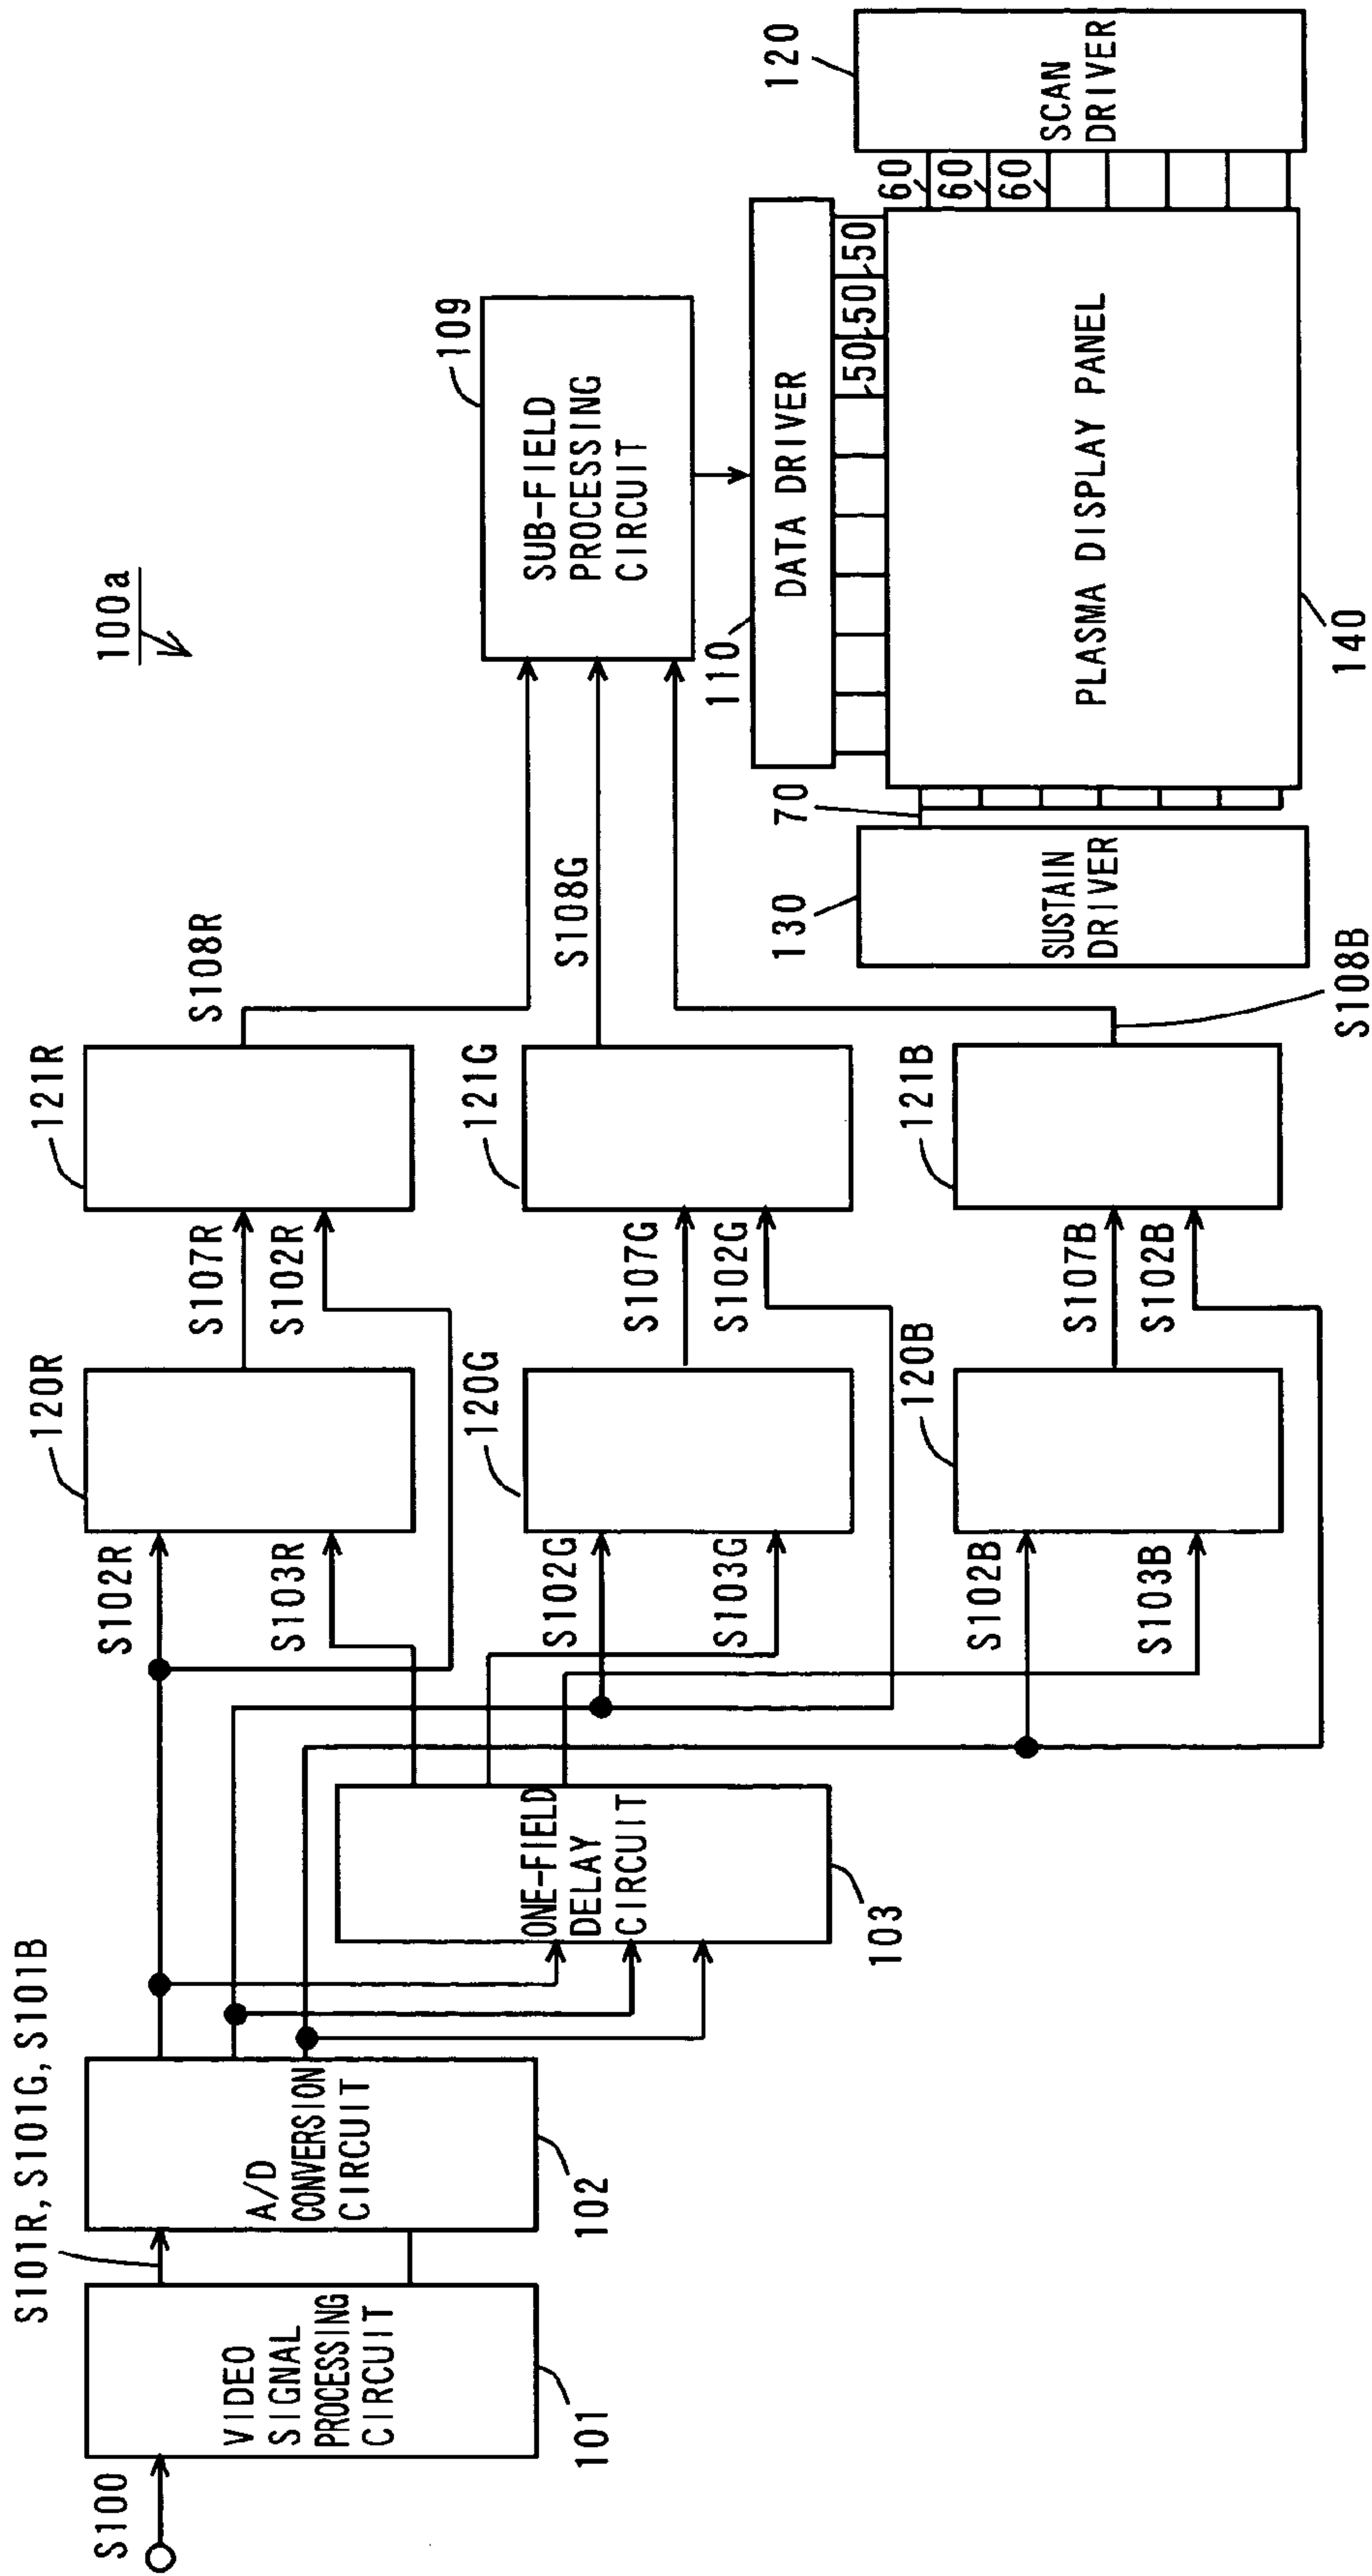 100a
S100
VIDEO
SIGNAL
PROCESSING
CIRCUIT
101
S101R, S101G, S101B
A/D
CONVERSION
CIRCUIT
102
ONE-FIELD
DELAY
CIRCUIT
103
S102R
S103R
120R
S107R
S102R
121R
S108R
S102G
S103G
120G
S107G
S102G
121G
S108G
S102B
S103B
120B
S107B
S102B
121B
S108B
SUB-FIELD
PROCESSING
CIRCUIT
109
DATA DRIVER
110
50
50
50
SUSTAIN
DRIVER
130
70
PLASMA DISPLAY PANEL
140
60
60
60
SCAN
DRIVER
120